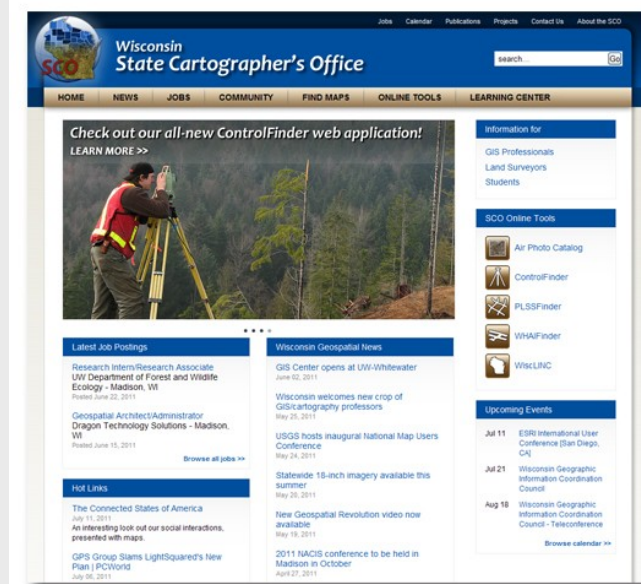 Jobs Calendar Publications Projects Contact Us About the SCO
SCO
Wisconsin
State Cartographer's Office
search...
Go
HOME NEWS JOBS COMMUNITY FIND MAPS ONLINE TOOLS LEARNING CENTER
Check out our all-new ControlFinder web application!
LEARN MORE >>
Latest Job Postings
Research Intern/Research Associate
UW Department of Forest and Wildlife
Ecology - Madison, WI
Posted June 22, 2011
Geospatial Architect/Administrator
Dragon Technology Solutions - Madison,
WI
Posted June 15, 2011
Browse all jobs >>
Hot Links
The Connected States of America
July 11, 2011
An interesting look out our social interactions,
presented with maps.
GPS Group Slams LightSquared's New
Plan | PCWorld
July 08, 2011
Wisconsin Geospatial News
GIS Center opens at UW-Whitewater
June 02, 2011
Wisconsin welcomes new crop of
GIS/cartography professors
May 25, 2011
USGS hosts inaugural National Map Users
Conference
May 24, 2011
Statewide 18-inch imagery available this
summer
May 20, 2011
New Geospatial Revolution video now
available
May 19, 2011
2011 NACIS conference to be held in
Madison in October
April 27, 2011
Information for
GIS Professionals
Land Surveyors
Students
SCO Online Tools
Air Photo Catalog
ControlFinder
PLSSFinder
WHAIFinder
WiscLINC
Upcoming Events
Jul 11 ESRI International User
Conference [San Diego,
CA]
Jul 21 Wisconsin Geographic
Information Coordination
Council
Aug 18 Wisconsin Geographic
Information Coordination
Council - Teleconference
Browse calendar >>